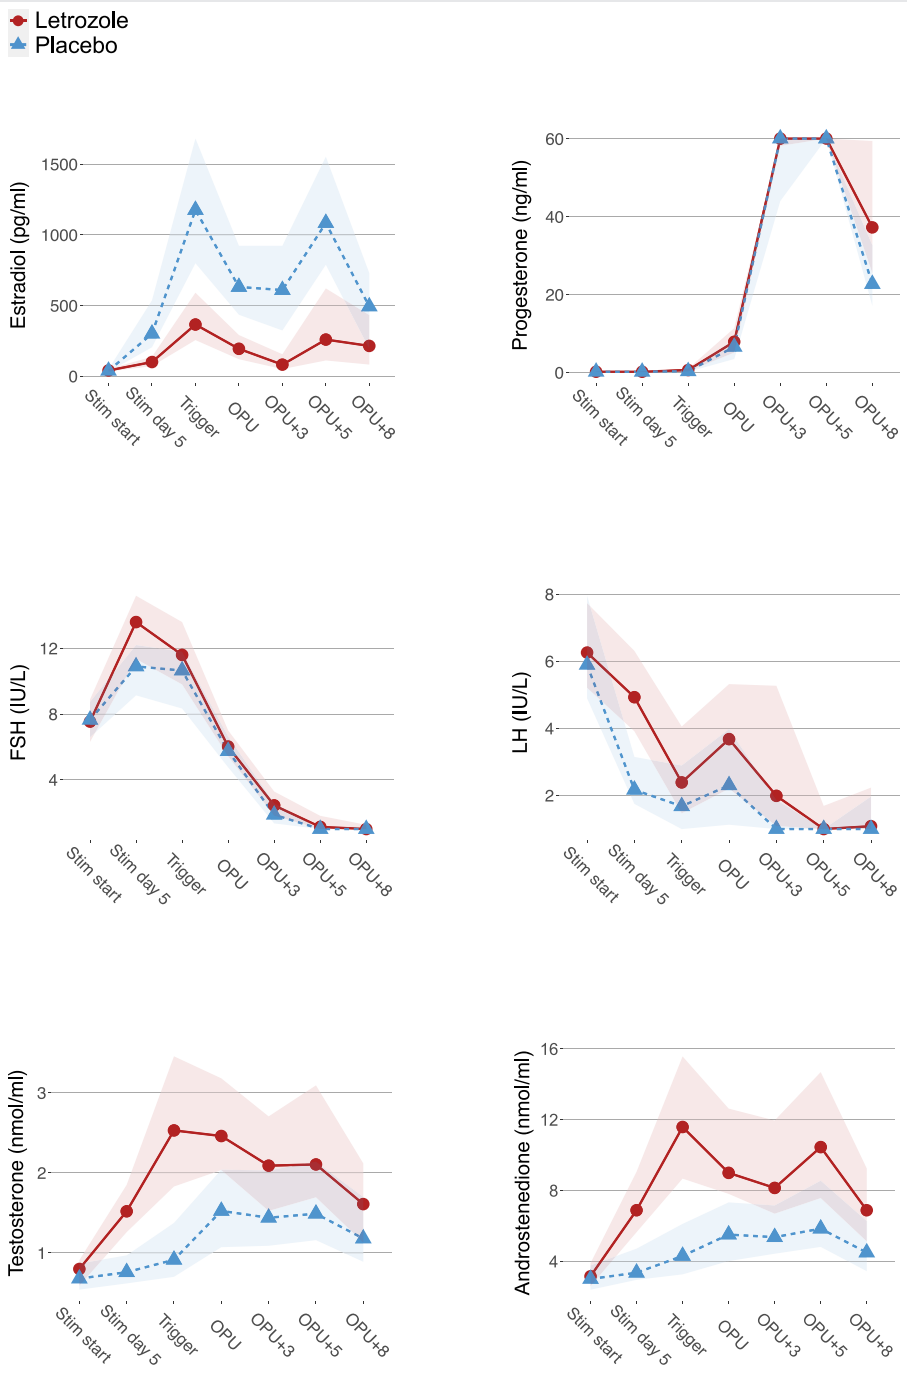 Letrozole
Placebo
Estradiol (pg/ml)
1500
1000
500
0
Stim start
Stim day 5
Trigger
OPU
OPU+3
OPU+5
OPU+8
Progesterone (ng/ml)
60
40
20
0
Stim start
Stim day 5
Trigger
OPU
OPU+3
OPU+5
OPU+8
FSH (IU/L)
12
8
4
Stim start
Stim day 5
Trigger
OPU
OPU+3
OPU+5
OPU+8
LH (IU/L)
8
6
4
2
Stim start
Stim day 5
Trigger
OPU
OPU+3
OPU+5
OPU+8
Testosterone (nmol/ml)
3
2
1
Stim start
Stim day 5
Trigger
OPU
OPU+3
OPU+5
OPU+8
Androstenedione (nmol/ml)
16
12
8
4
Stim start
Stim day 5
Trigger
OPU
OPU+3
OPU+5
OPU+8